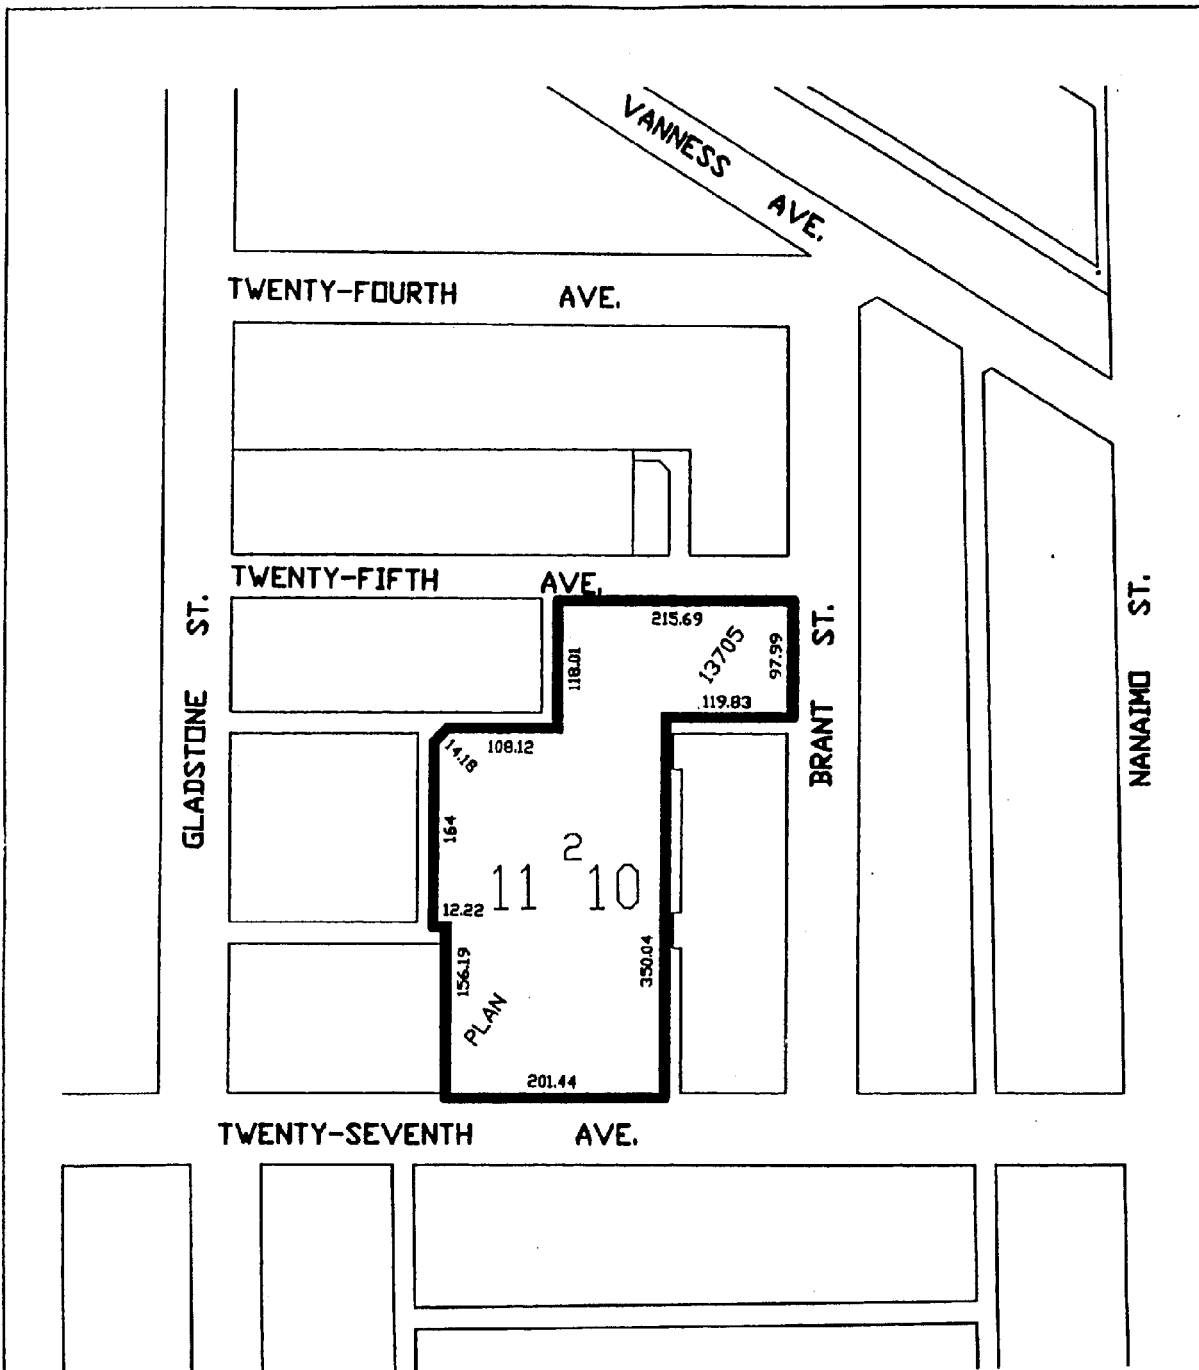 VANNESS AVE.
TWENTY-FOURTH AVE.
TWENTY-FIFTH AVE.
GLADSTONE ST.
BRANT ST.
NANAIMO ST.
215.69
118.01
13705
97.99
119.83
108.12
14.18
164
2
11 10
12.22
156.19
350.04
PLAN
201.44
TWENTY-SEVENTH AVE.